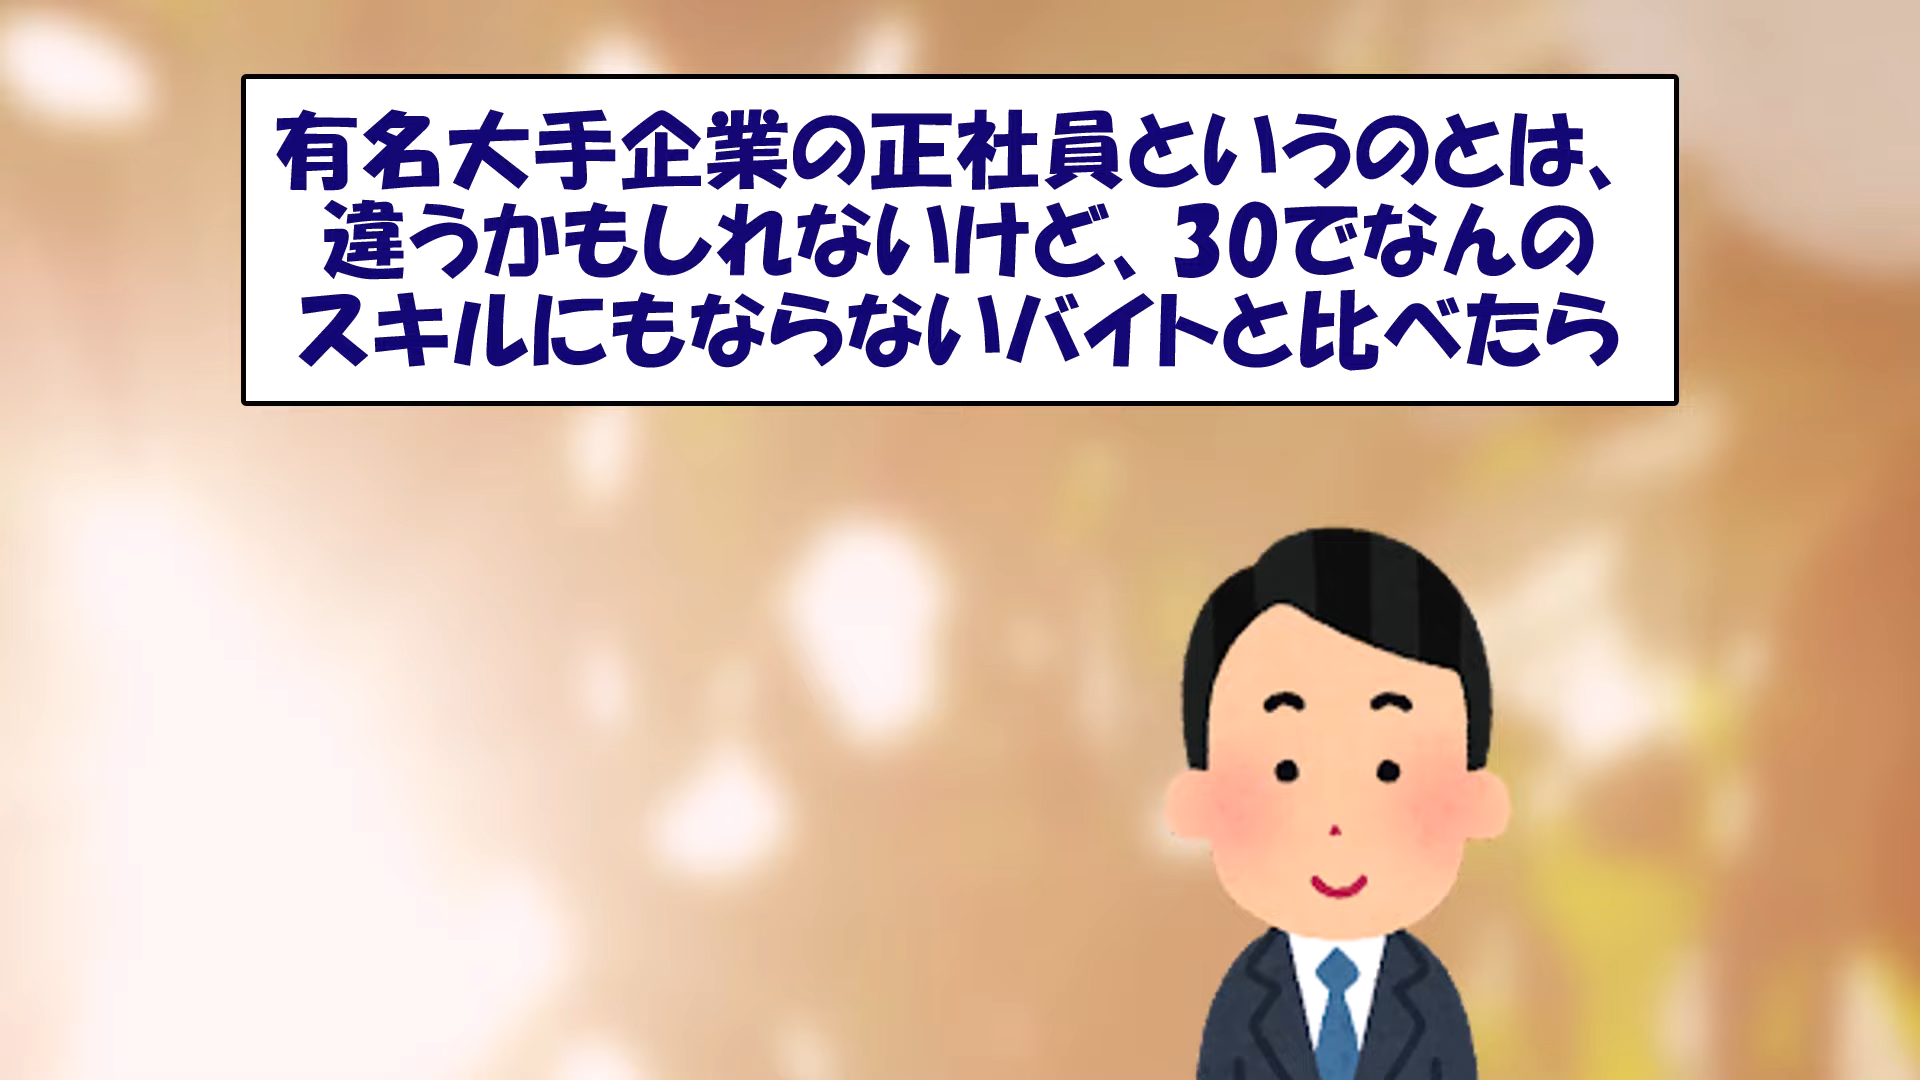 有名大手企業の正社員というのとは、
違うかもしれないけど、30でなんの
スキルにもならないバイトと比べたら